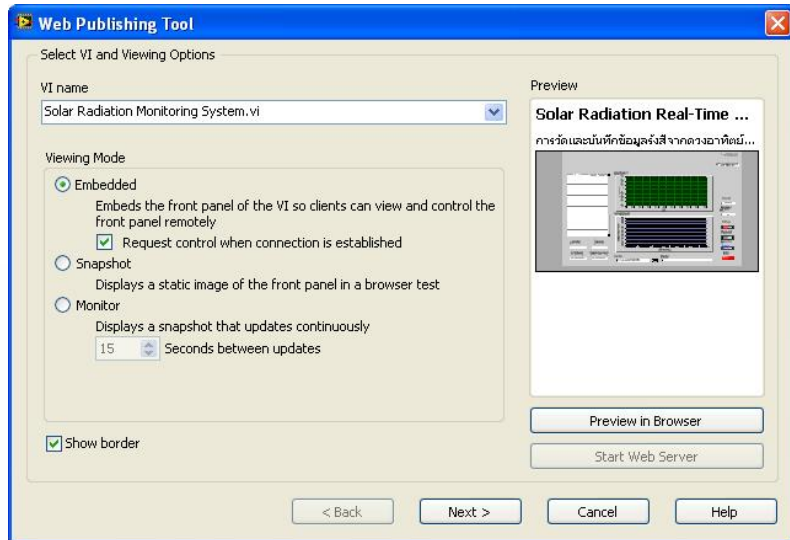 Web Publishing Tool
Select VI and Viewing Options
VI name
Solar Radiation Monitoring System.vi
Viewing Mode
Embedded
Embeds the front panel of the VI so clients can view and control the
front panel remotely
Request control when connection is established
Snapshot
Displays a static image of the front panel in a browser test
Monitor
Displays a snapshot that updates continuously
15 Seconds between updates
Show border
Preview
Solar Radiation Real-Time ...
การวัดและบันทึกข้อมูลรังสีจากดวงอาทิตย์...
Preview in Browser
Start Web Server
< Back Next > Cancel Help